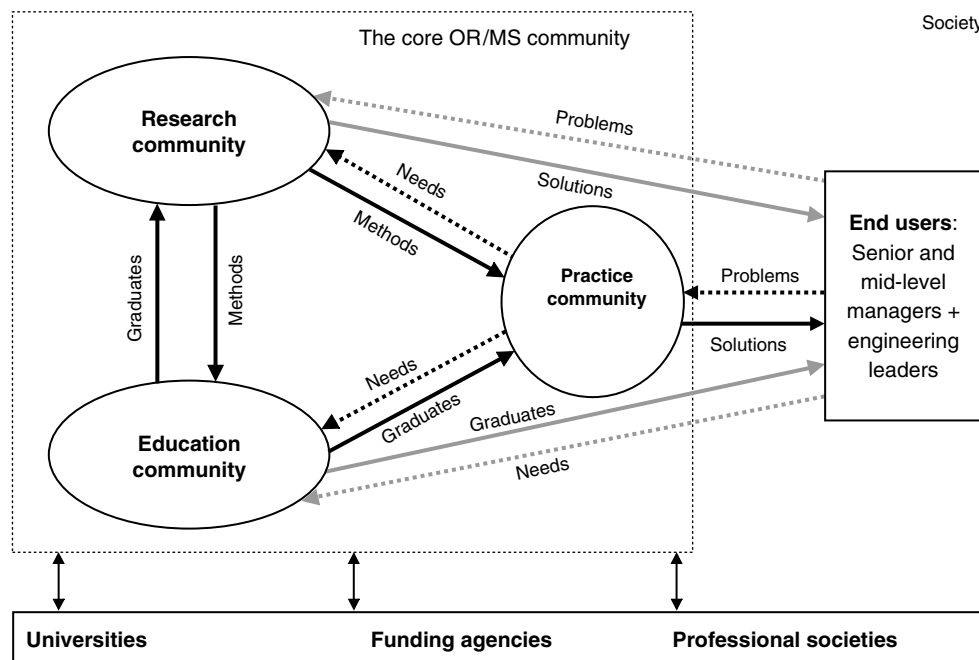 Society
The core OR/MS community
Research
community
Problems
Solutions
Needs
Methods
Graduates
Methods
Practice
community
Problems
Solutions
End users:
Senior and
mid-level
managers +
engineering
leaders
Needs
Graduates
Graduates
Needs
Education
community
Universities
Funding agencies
Professional societies